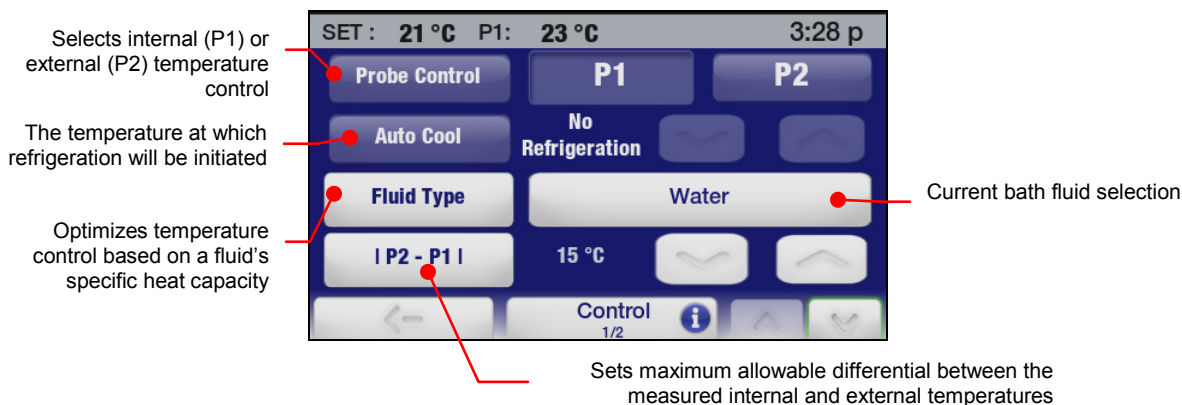 Selects internal (P1) or
external (P2) temperature
control
The temperature at which
refrigeration will be initiated
Optimizes temperature
control based on a fluid's
specific heat capacity
SET : 21 °C P1: 23 °C 3:28 p
Probe Control P1 P2
Auto Cool No
Refrigeration
Fluid Type Water
I P2 - P1 I 15 °C
Control i
1/2
Current bath fluid selection
Sets maximum allowable differential between the
measured internal and external temperatures